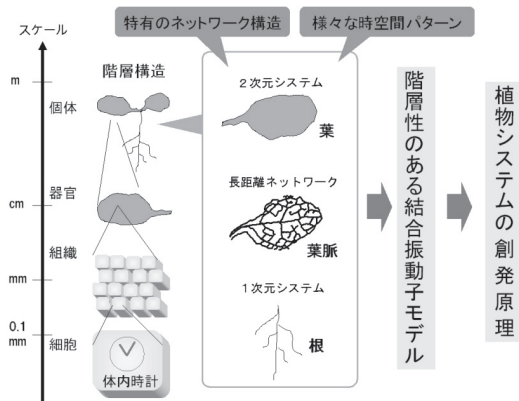 特有のネットワーク構造
様々な時空間パターン
スケール
m
cm
mm
0.1
mm
階層構造
個体
器官
組織
細胞
体内時計
2次元システム
葉
長距離ネットワーク
葉脈
1次元システム
根
階層性のある結合振動子モデル
植物システムの創発原理